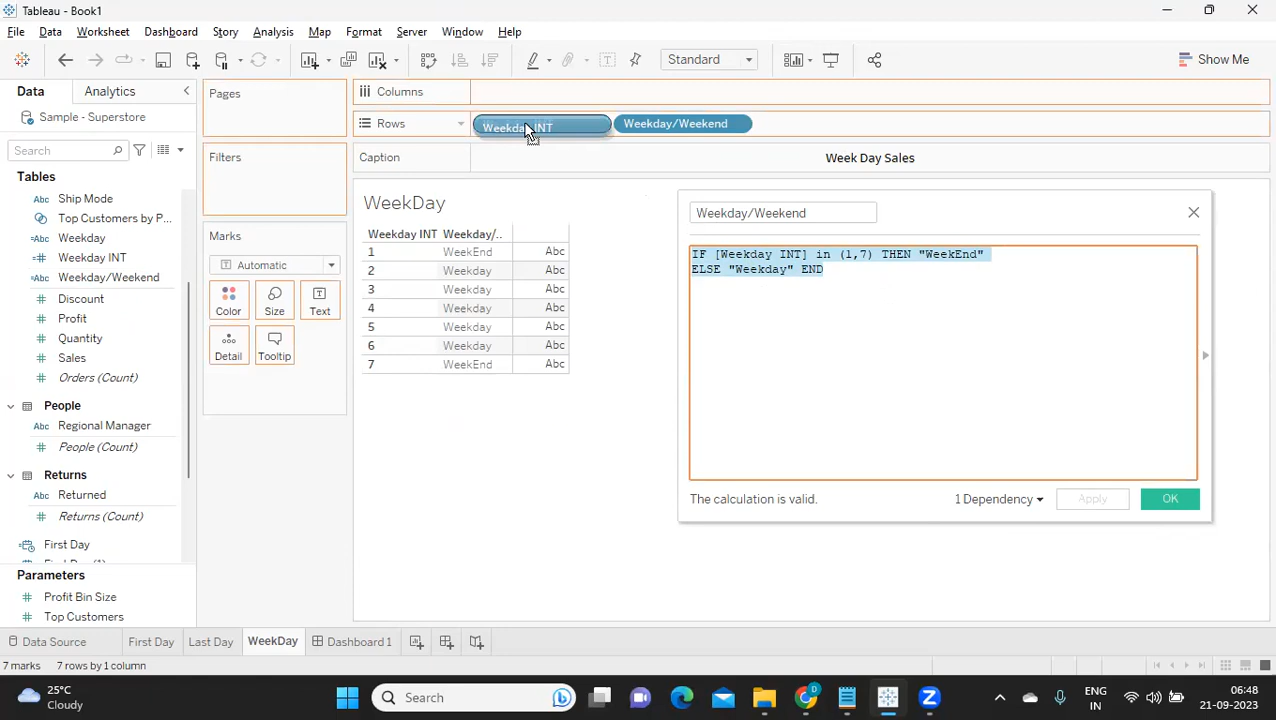 Tableau - Book1
File Data Worksheet Dashboard Story Analysis Map Format Server Window Help
Standard
Show Me
Data Analytics
Pages
Columns
Rows
Weekday INT
Weekday/Weekend
Sample - Superstore
Search
Filters
Caption
Week Day Sales
Tables
Abc Ship Mode
Top Customers by P...
=Abc Weekday
Abc Weekday INT
=Abc Weekday/Weekend
# Discount
# Profit
# Quantity
# Sales
# Orders (Count)
People
Abc Regional Manager
# People (Count)
Returns
Abc Returned
# Returns (Count)
First Day
Parameters
# Profit Bin Size
# Top Customers
Marks
Automatic
Color Size Text
Detail Tooltip
WeekDay
Weekday INT Weekday/..
1 WeekEnd Abc
2 Weekday Abc
3 Weekday Abc
4 Weekday Abc
5 Weekday Abc
6 Weekday Abc
7 WeekEnd Abc
Weekday/Weekend
IF [Weekday INT] in (1,7) THEN "WeekEnd"
ELSE "Weekday" END
The calculation is valid.
1 Dependency
Apply
OK
Data Source First Day Last Day WeekDay Dashboard 1
7 marks 7 rows by 1 column
25°C
Cloudy
Search
ENG
IN
06:48
21-09-2023